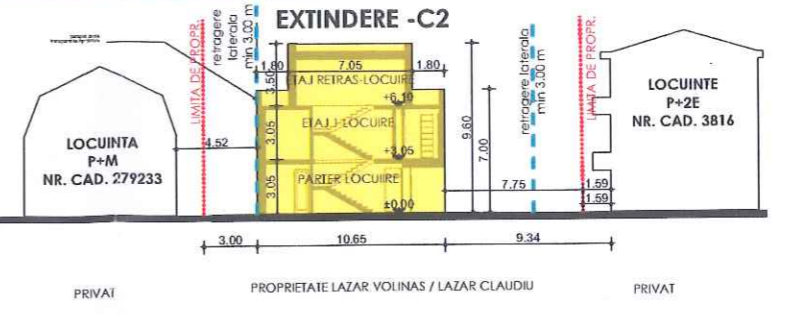 EXTINDERE -C2
LIMITA DE PROPR.
retragere
laterala
min 3.00 m
1.80
7.05
1.80
3.50
ETAJ RETRAS-LOCUIRE
+6.10
ETAJ I-LOCUIRE
3.05
+3.05
PARTER LOCUIRE
3.05
±0.00
9.60
7.00
retragere laterala
min 3.00 m
LIMITA DE PROPR.
LOCUINTA
P+M
NR. CAD. 279233
4.52
LOCUINTE
P+2E
NR. CAD. 3816
7.75
1.59
1.59
3.00
10.65
9.34
PRIVAT
PROPRIETATE LAZAR VOLINAS / LAZAR CLAUDIU
PRIVAT